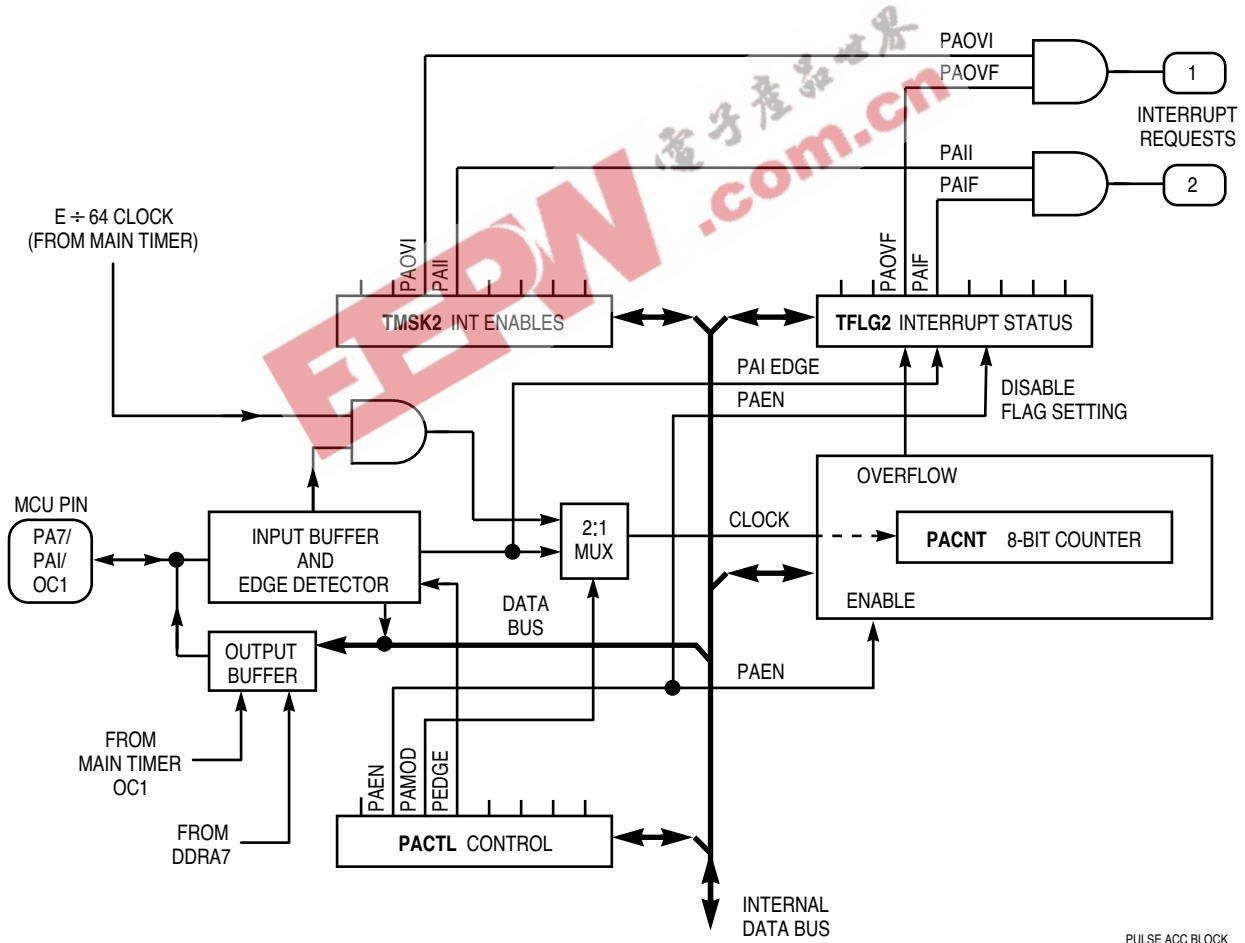 PAOVI
PAOVF
1
INTERRUPT
REQUESTS
PAII
PAIF
2
E ÷ 64 CLOCK
(FROM MAIN TIMER)
電子產品世界
.com.cn
EEPW
PAOVI
PAII
PAOVF
PAIF
TMSK2 INT ENABLES
TFLG2 INTERRUPT STATUS
PAI EDGE
PAEN
DISABLE
FLAG SETTING
OVERFLOW
MCU PIN
PA7/
PAI/
OC1
INPUT BUFFER
AND
EDGE DETECTOR
2:1
MUX
CLOCK
PACNT 8-BIT COUNTER
ENABLE
DATA
BUS
OUTPUT
BUFFER
PAEN
FROM
MAIN TIMER
OC1
PAEN
PAMOD
PEDGE
FROM
DDRA7
PACTL CONTROL
INTERNAL
DATA BUS
PULSE ACC BLOCK